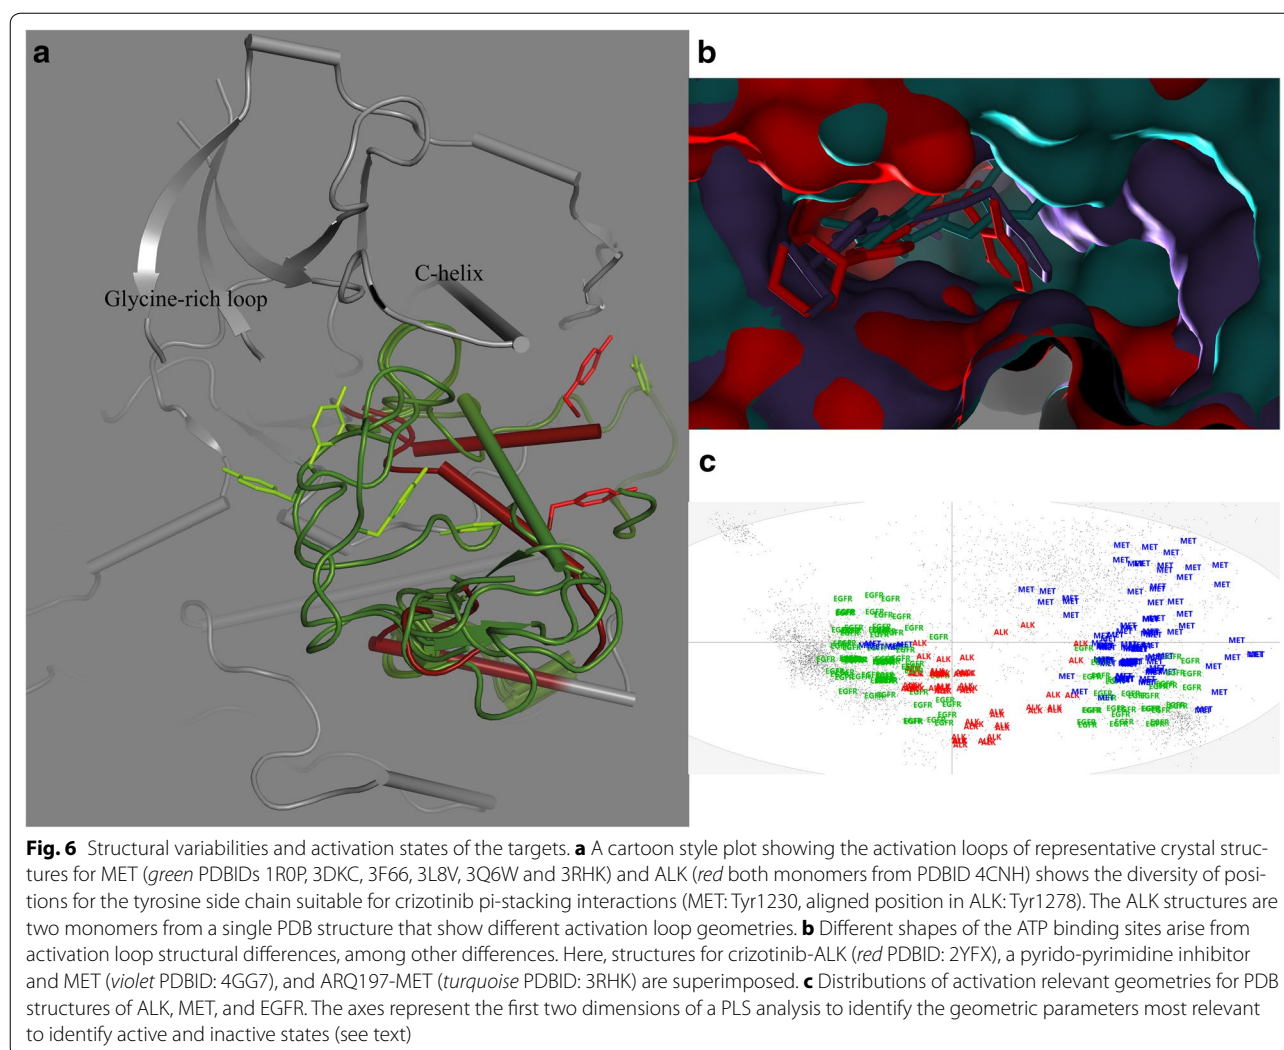 a
b
Glycine-rich loop
C-helix
c
MET
EGFR
ALK
Fig. 6 Structural variabilities and activation states of the targets. a A cartoon style plot showing the activation loops of representative crystal struc-
tures for MET (green PDBIDs 1R0P, 3DKC, 3F66, 3L8V, 3Q6W and 3RHK) and ALK (red both monomers from PDBID 4CNH) shows the diversity of posi-
tions for the tyrosine side chain suitable for crizotinib pi-stacking interactions (MET: Tyr1230, aligned position in ALK: Tyr1278). The ALK structures are
two monomers from a single PDB structure that show different activation loop geometries. b Different shapes of the ATP binding sites arise from
activation loop structural differences, among other differences. Here, structures for crizotinib-ALK (red PDBID: 2YFX), a pyrido-pyrimidine inhibitor
and MET (violet PDBID: 4GG7), and ARQ197-MET (turquoise PDBID: 3RHK) are superimposed. c Distributions of activation relevant geometries for PDB
structures of ALK, MET, and EGFR. The axes represent the first two dimensions of a PLS analysis to identify the geometric parameters most relevant
to identify active and inactive states (see text)